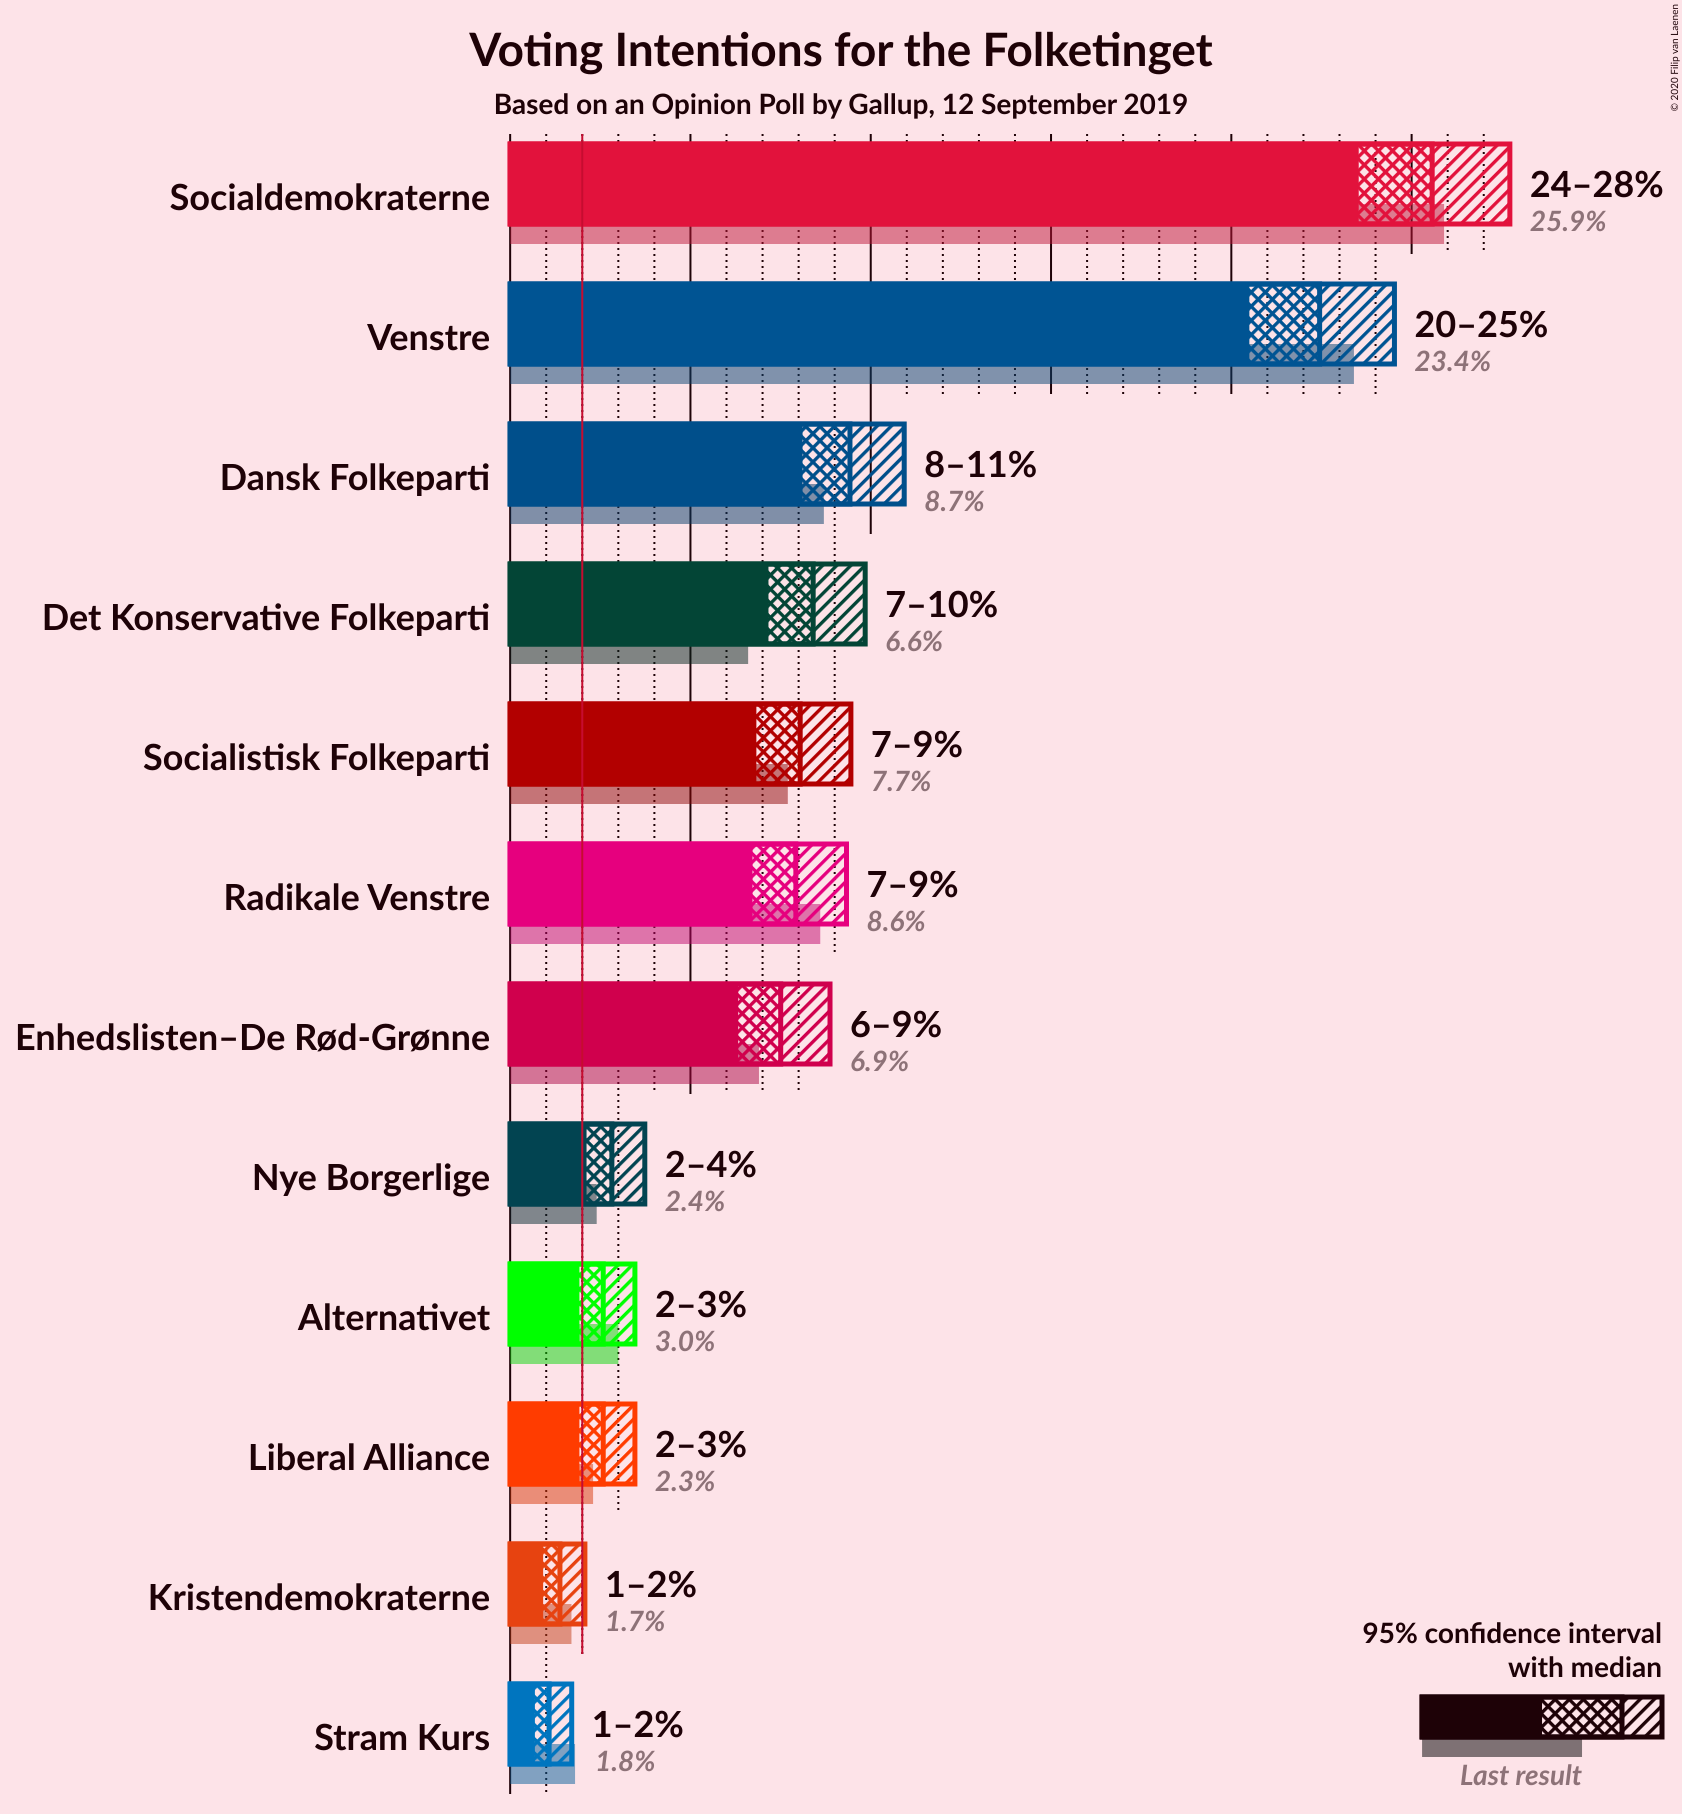 © 2020 Filip van Laenen
Voting Intentions for the Folketinget
Based on an Opinion Poll by Gallup, 12 September 2019
Socialdemokraterne
24–28%
25.9%
Venstre
20–25%
23.4%
Dansk Folkeparti
8–11%
8.7%
Det Konservative Folkeparti
7–10%
6.6%
Socialistisk Folkeparti
7–9%
7.7%
Radikale Venstre
7–9%
8.6%
Enhedslisten–De Rød-Grønne
6–9%
6.9%
Nye Borgerlige
2–4%
2.4%
Alternativet
2–3%
3.0%
Liberal Alliance
2–3%
2.3%
Kristendemokraterne
1–2%
1.7%
Stram Kurs
1–2%
1.8%
95% confidence interval
with median
Last result